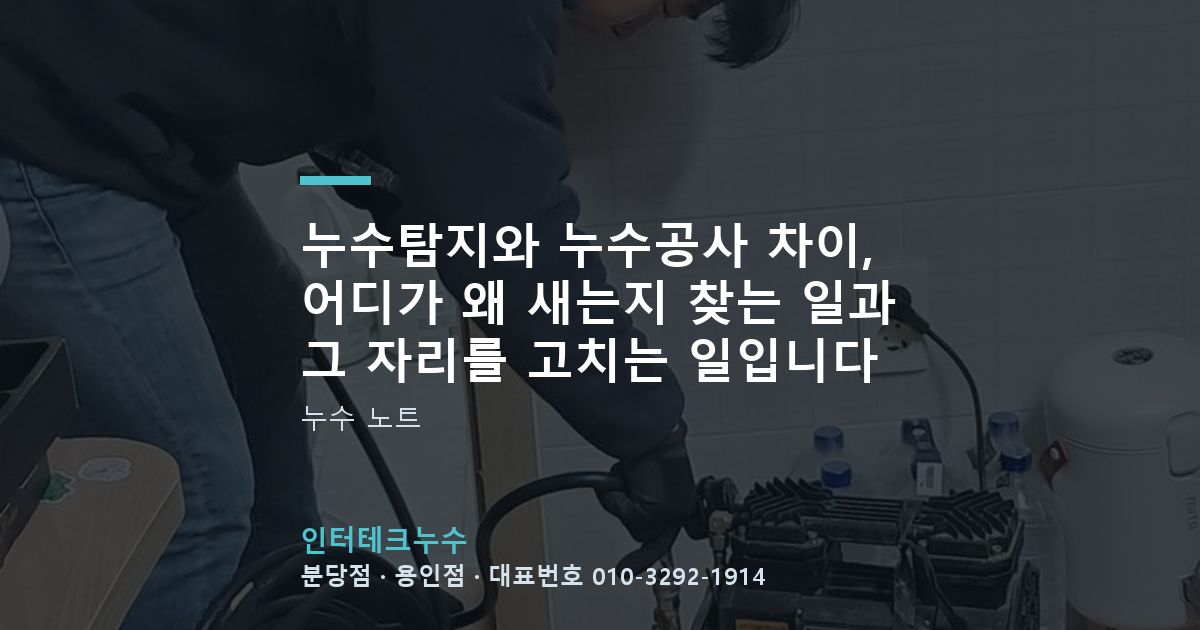 누수탐지와 누수공사 차이,
어디가 왜 새는지 찾는 일과
그 자리를 고치는 일입니다
누수 노트
인터테크누수
분당점 · 용인점 · 대표번호 010-3292-1914